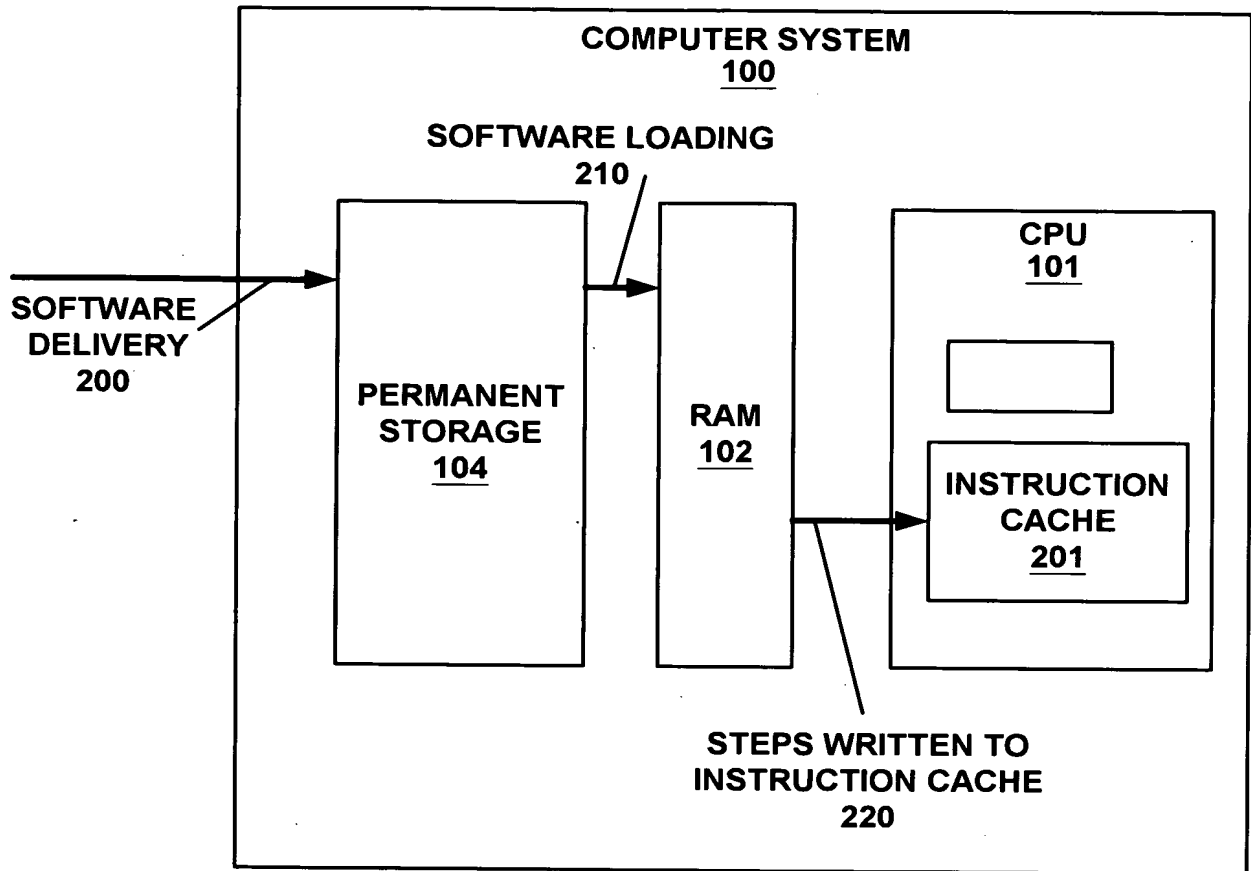 COMPUTER SYSTEM
100
SOFTWARE LOADING
210
SOFTWARE
DELIVERY
200
PERMANENT
STORAGE
104
RAM
102
CPU
101
INSTRUCTION
CACHE
201
STEPS WRITTEN TO
INSTRUCTION CACHE
220